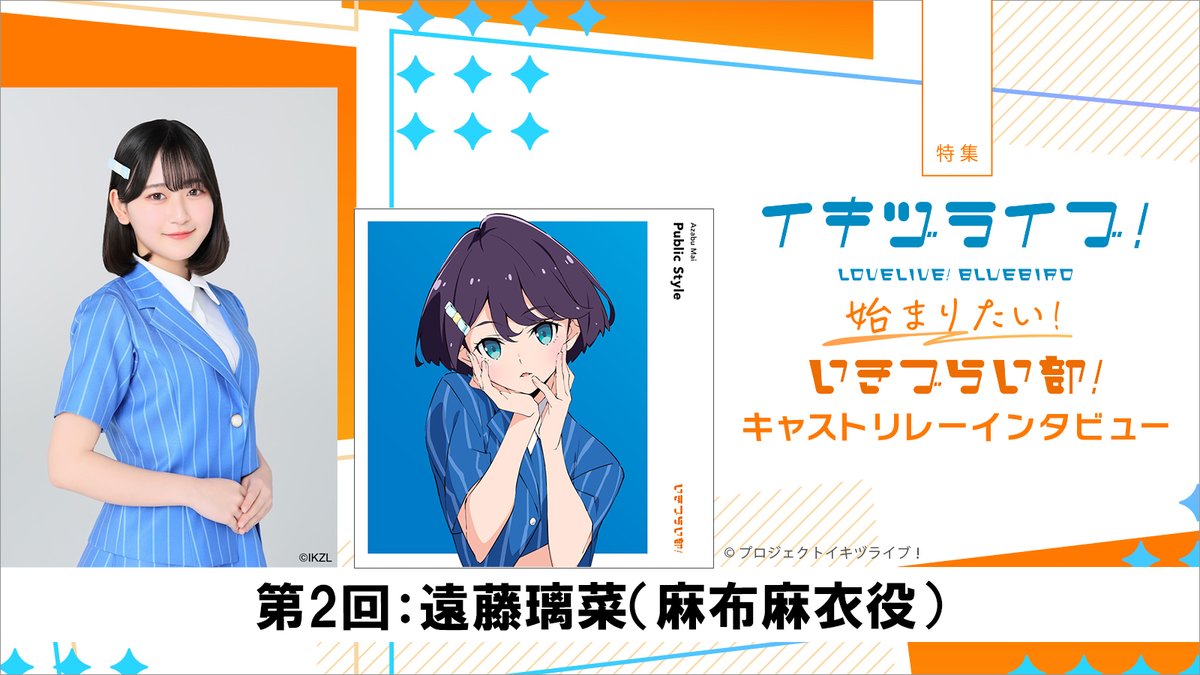 特集
イキヅライブ!
LOVELIVE! BLUEBIRD
始まりたい!
いきづらい部!
キャストリレーインタビュー
Azabu Mai
Public Style
いきづらい部!
©IKZL
© プロジェクトイキヅライブ！
第2回：遠藤璃菜（麻布麻衣役）